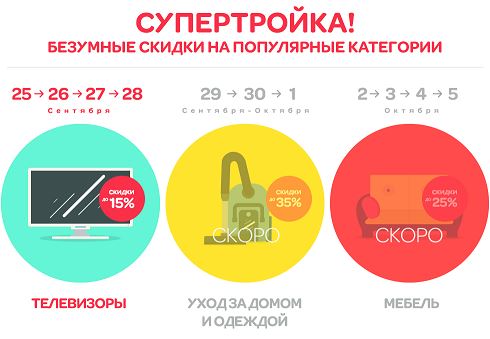 СУПЕРТРОЙКА!
БЕЗУМНЫЕ СКИДКИ НА ПОПУЛЯРНЫЕ КАТЕГОРИИ
25 → 26 → 27 → 28
Сентября
29 → 30 → 1
Сентября-Октября
2 → 3 → 4 → 5
Октября
СКИДКИ
ДО 15%
СКИДКИ
ДО 35%
СКОРО
СКИДКИ
ДО 25%
СКОРО
ТЕЛЕВИЗОРЫ
УХОД ЗА ДОМОМ
И ОДЕЖДОЙ
МЕБЕЛЬ